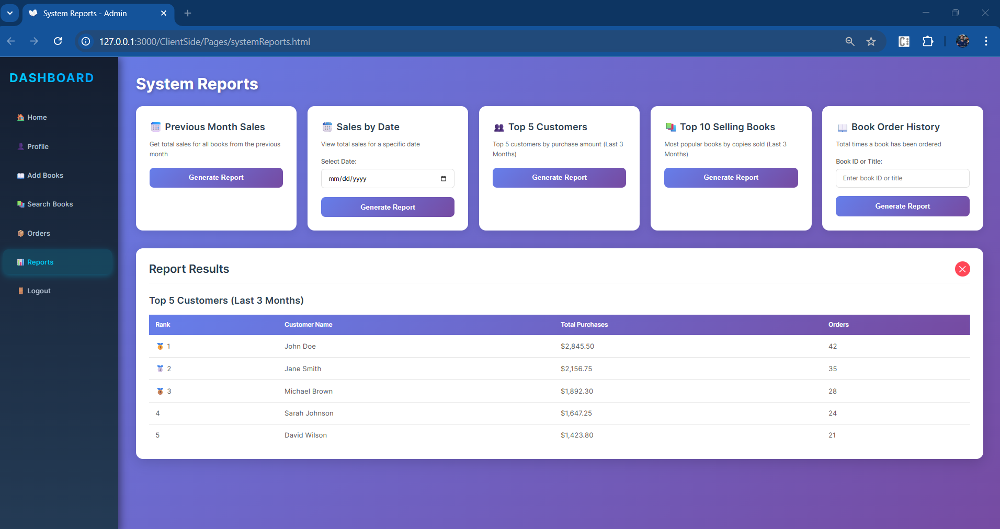 System Reports - Admin
127.0.0.1:3000/ClientSide/Pages/systemReports.html
DASHBOARD
Home
Profile
Add Books
Search Books
Orders
Reports
Logout
System Reports
Previous Month Sales
Get total sales for all books from the previous
month
Generate Report
Sales by Date
View total sales for a specific date
Select Date:
mm/dd/yyyy
Generate Report
Top 5 Customers
Top 5 customers by purchase amount (Last 3
Months)
Generate Report
Top 10 Selling Books
Most popular books by copies sold (Last 3
Months)
Generate Report
Book Order History
Total times a book has been ordered
Book ID or Title:
Enter book ID or title
Generate Report
Report Results
Top 5 Customers (Last 3 Months)
Rank Customer Name Total Purchases Orders
1 John Doe $2,845.50 42
2 Jane Smith $2,156.75 35
3 Michael Brown $1,892.30 28
4 Sarah Johnson $1,647.25 24
5 David Wilson $1,423.80 21